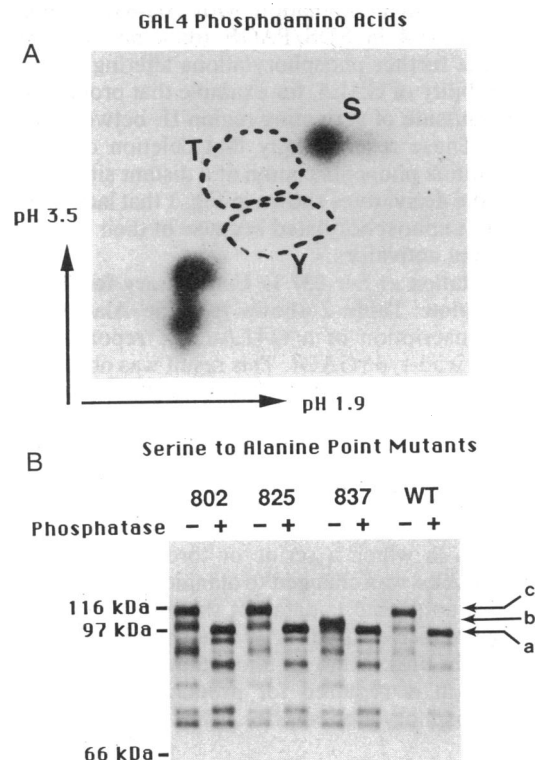 GAL4 Phosphoamino Acids
A
S
T
pH 3.5
Y
pH 1.9
Serine to Alanine Point Mutants
B
802 825 837 WT
Phosphatase – + – + – + – +
116 kDa –
c
b
97 kDa –
a
66 kDa –